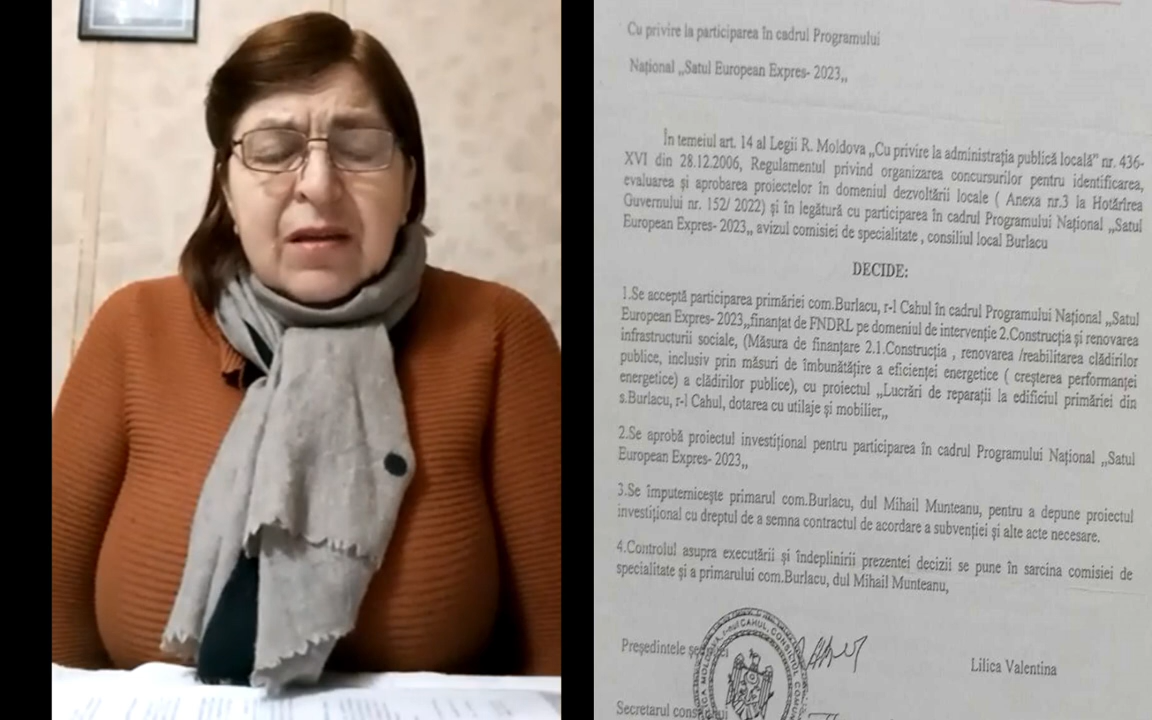 Cu privire la participarea în cadrul Programului
Național „Satul European Expres- 2023„
În temeiul art. 14 al Legii R. Moldova „Cu privire la administrația publică locală” nr. 436-
XVI din 28.12.2006, Regulamentul privind organizarea concursurilor pentru identificarea,
evaluarea și aprobarea proiectelor în domeniul dezvoltării locale ( Anexa nr.3 la Hotărîrea
Guvernului nr. 152/ 2022) și în legătură cu participarea în cadrul Programului Național „Satul
European Expres- 2023„ avizul comisiei de specialitate , consiliul local Burlacu
DECIDE:
1.Se acceptă participarea primăriei com.Burlacu, r-l Cahul în cadrul Programului Național „Satul
European Expres- 2023„finanțat de FNDRL pe domeniul de intervenție 2.Construcția și renovarea
infrastructurii sociale, (Măsura de finanțare 2.1.Construcția , renovarea /reabilitarea clădirilor
publice, inclusiv prin măsuri de îmbunătățire a eficienței energetice ( creșterea performanței
energetice) a clădirilor publice), cu proiectul „Lucrări de reparații la edificiul primăriei din
s.Burlacu, r-l Cahul, dotarea cu utilaje și mobilier„
2.Se aprobă proiectul investițional pentru participarea în cadrul Programului Național „Satul
European Expres- 2023„
3.Se împuternicește primarul com.Burlacu, dul Mihail Munteanu, pentru a depune proiectul
investițional cu dreptul de a semna contractul de acordare a subvenției și alte acte necesare.
4.Controlul asupra executării și îndeplinirii prezentei decizii se pune în sarcina comisiei de
specialitate și a primarului com.Burlacu, dul Mihail Munteanu,
Președintele
Lilica Valentina
Secretarul